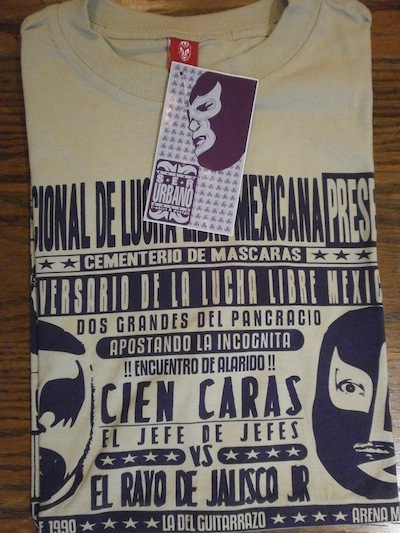 SER
URBANO
CIONAL DE LUCHA LIBRE MEXICANA PRESE
CEMENTERIO DE MASCARAS
VERSARIO DE LA LUCHA LIBRE MEXIC
DOS GRANDES DEL PANCRACIO
APOSTANDO LA INCOGNITA
!! ENCUENTRO DE ALARIDO !!
CIEN CARAS
EL JEFE DE JEFES
VS
EL RAYO DE JALISCO JR
1990 ★ LA DEL GUITARRAZO ★ ARENA M